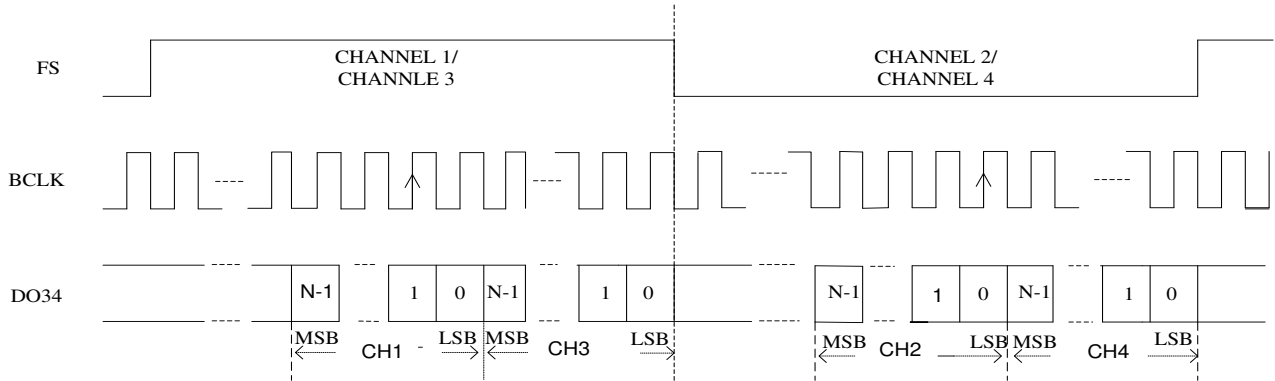 FS
CHANNEL 1/
CHANNLE 3
CHANNEL 2/
CHANNEL 4
BCLK
DO34
N-1 1 0 N-1 1 0 N-1 1 0 N-1 1 0
MSB LSB MSB LSB MSB LSB MSB LSB
CH1 - CH3 CH2 CH4